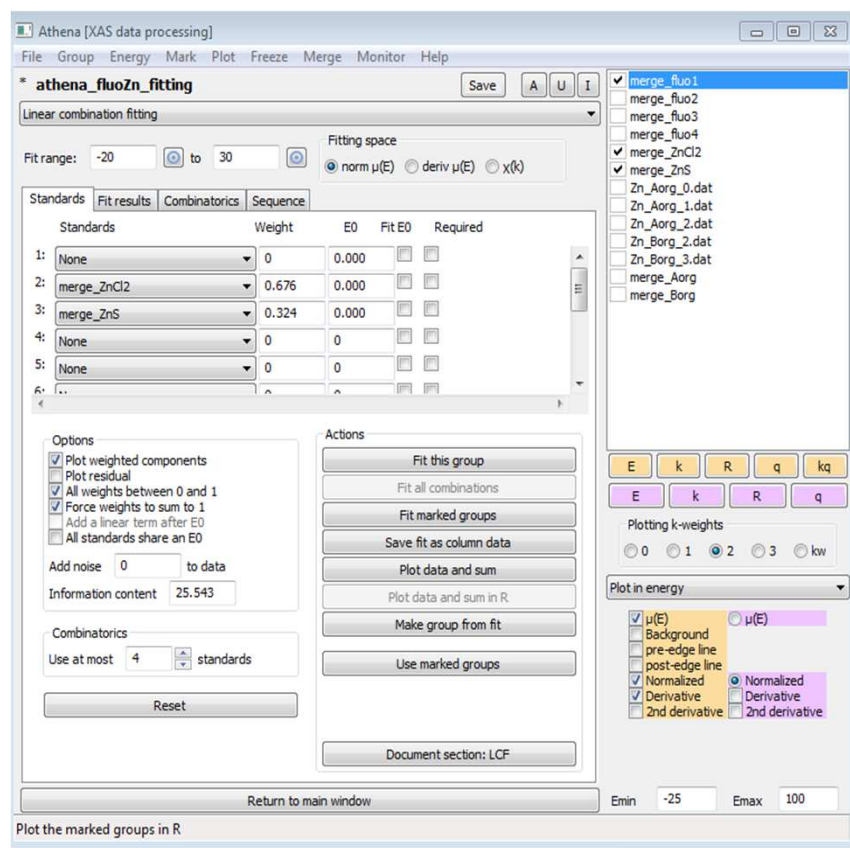 Athena [XAS data processing]
File Group Energy Mark Plot Freeze Merge Monitor Help
* athena_fluoZn_fitting Save A U I
Linear combination fitting
Fit range: -20 to 30
Fitting space
norm μ(E) deriv μ(E) χ(k)
Standards Fit results Combinatorics Sequence
Standards Weight E0 Fit E0 Required
1: None 0 0.000
2: merge_ZnCl2 0.676 0.000
3: merge_ZnS 0.324 0.000
4: None 0 0
5: None 0 0
6:
Options
Plot weighted components
Plot residual
All weights between 0 and 1
Force weights to sum to 1
Add a linear term after E0
All standards share an E0
Add noise 0 to data
Information content 25.543
Combinatorics
Use at most 4 standards
Reset
Actions
Fit this group
Fit all combinations
Fit marked groups
Save fit as column data
Plot data and sum
Plot data and sum in R
Make group from fit
Use marked groups
Document section: LCF
Return to main window
Plot the marked groups in R
merge_fluo1
merge_fluo2
merge_fluo3
merge_fluo4
merge_ZnCl2
merge_ZnS
Zn_Aorg_0.dat
Zn_Aorg_1.dat
Zn_Aorg_2.dat
Zn_Borg_2.dat
Zn_Borg_3.dat
merge_Aorg
merge_Borg
E k R q kq
E k R q
Plotting k-weights
0 1 2 3 kw
Plot in energy
μ(E) μ(E)
Background
pre-edge line
post-edge line
Normalized Normalized
Derivative Derivative
2nd derivative 2nd derivative
Emin -25 Emax 100